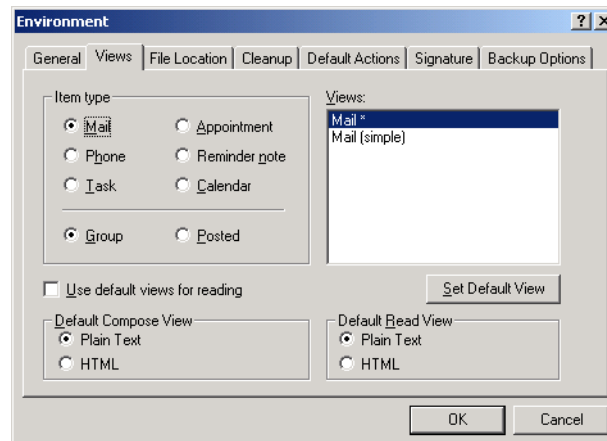 Environment
General Views File Location Cleanup Default Actions Signature Backup Options
Item type
Mail Appointment
Phone Reminder note
Task Calendar
Group Posted
Views:
Mail *
Mail (simple)
Use default views for reading
Set Default View
Default Compose View
Plain Text
HTML
Default Read View
Plain Text
HTML
OK Cancel